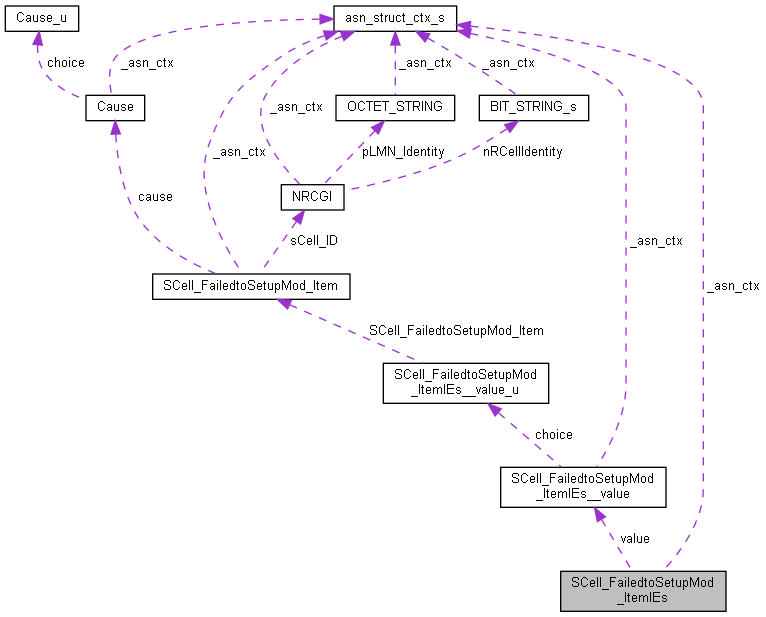 Cause_u
asn_struct_ctx_s
choice
_asn_ctx
_asn_ctx
_asn_ctx
Cause
_asn_ctx
OCTET_STRING
BIT_STRING_s
_asn_ctx
pLMN_Identity
nRCellIdentity
cause
NRCGI
sCell_ID
_asn_ctx
SCell_FailedtoSetupMod_Item
_asn_ctx
SCell_FailedtoSetupMod_Item
SCell_FailedtoSetupMod
_ItemIEs__value_u
choice
SCell_FailedtoSetupMod
_ItemIEs__value
value
SCell_FailedtoSetupMod
_ItemIEs